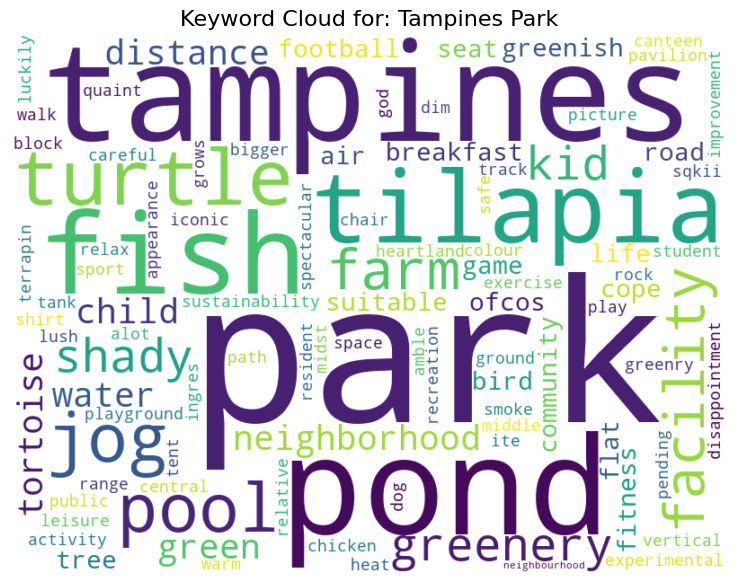 Keyword Cloud for: Tampines Park
tampines
distance
football
seat
greenish
canteen
pavilion
luckily
quaint
god
dim
picture
improvement
walk
block
careful
grows
bigger
air
breakfast
kid
road
track
sqkii
turtle
safe
tilapia
fish
iconic
appearance
spectacular
chair
terrapin
relax
sport
farm
heartland
colour
life
student
game
exercise
rock
cope
tank
child
sustainability
suitable
ofcos
play
facility
shirt
lush
alot
park
shady
path
space
resident
midst
amble
recreation
ground
bird
community
greenry
disappointment
tortoise
water
ingres
playground
jog
tent
smoke
middle
ite
neighborhood
flat
fitness
pending
range
central
pool
relative
pond
dog
public
leisure
activity
tree
green
warm
chicken
heat
greenery
neighbourhood
vertical
experimental